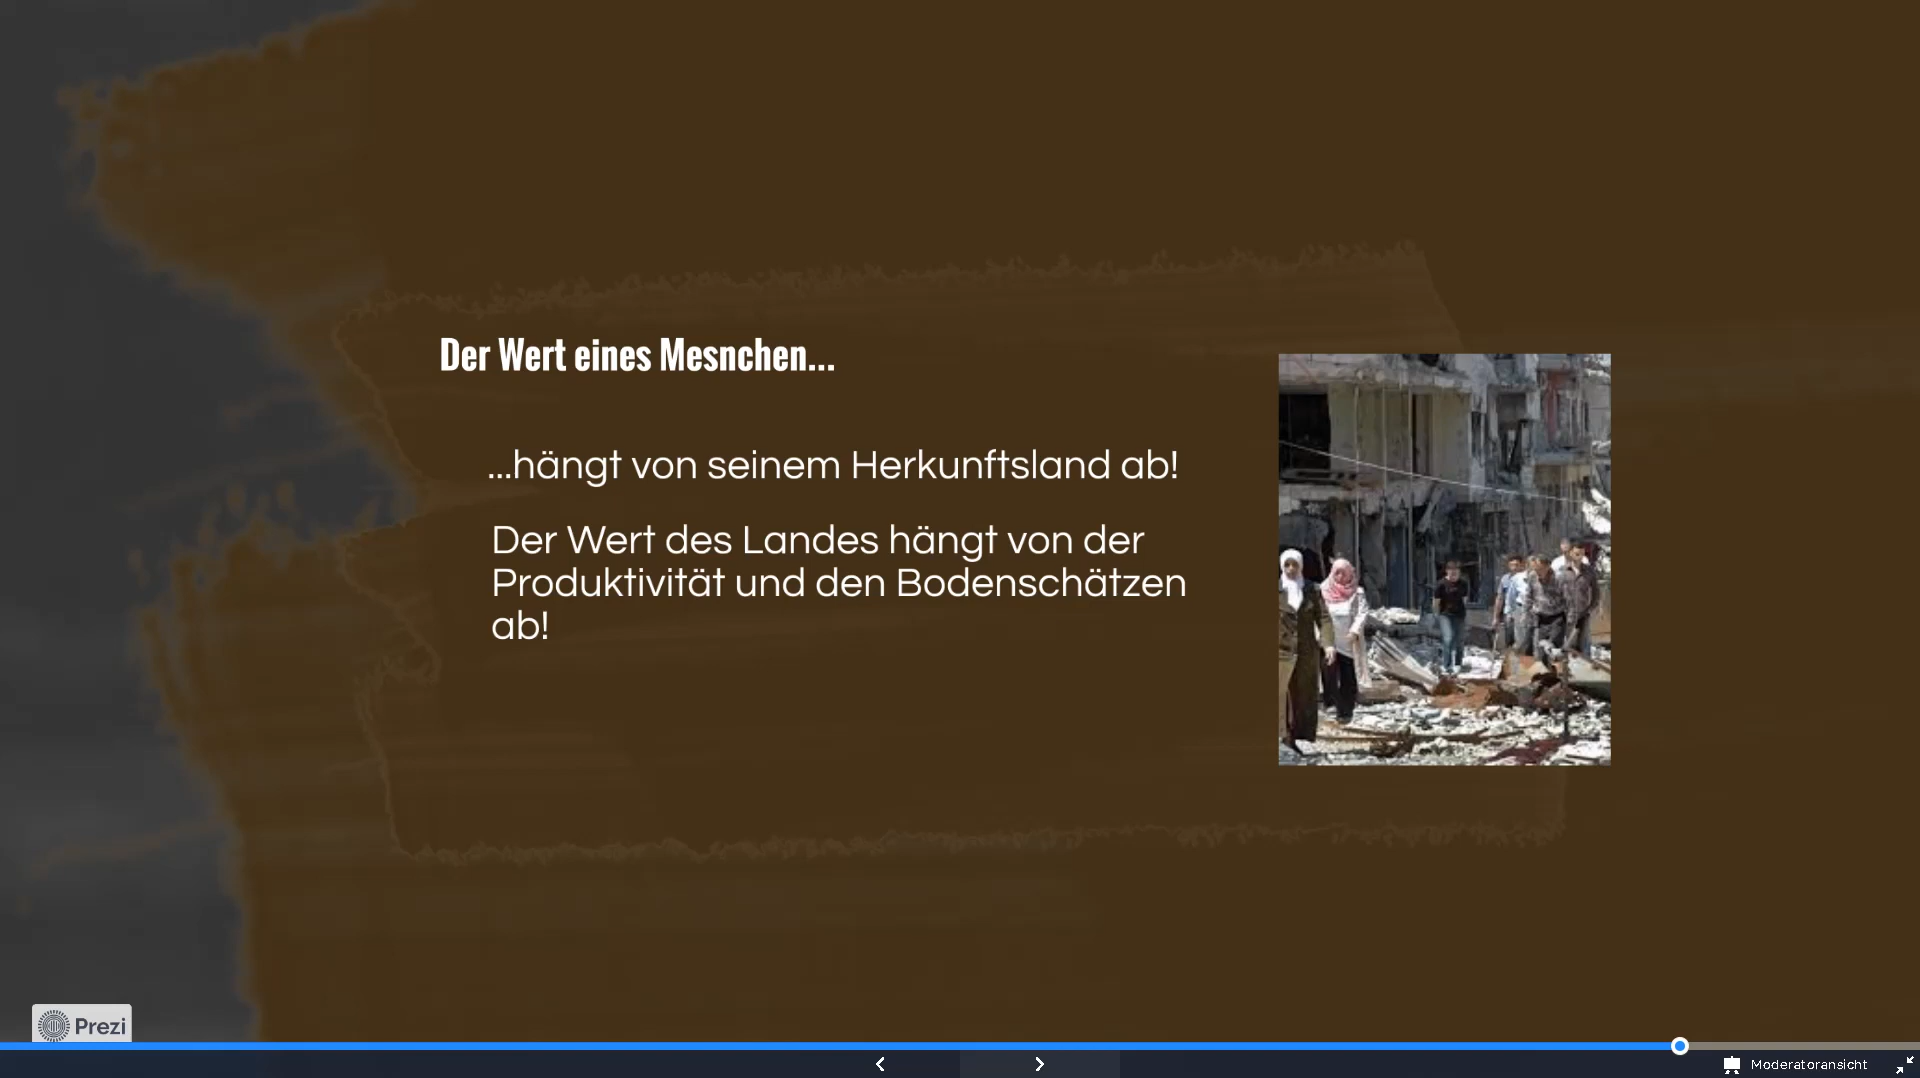 Der Wert eines Mesnchen...
...hängt von seinem Herkunftsland ab!
Der Wert des Landes hängt von der
Produktivität und den Bodenschätzen
ab!
Prezi
Moderatoransicht